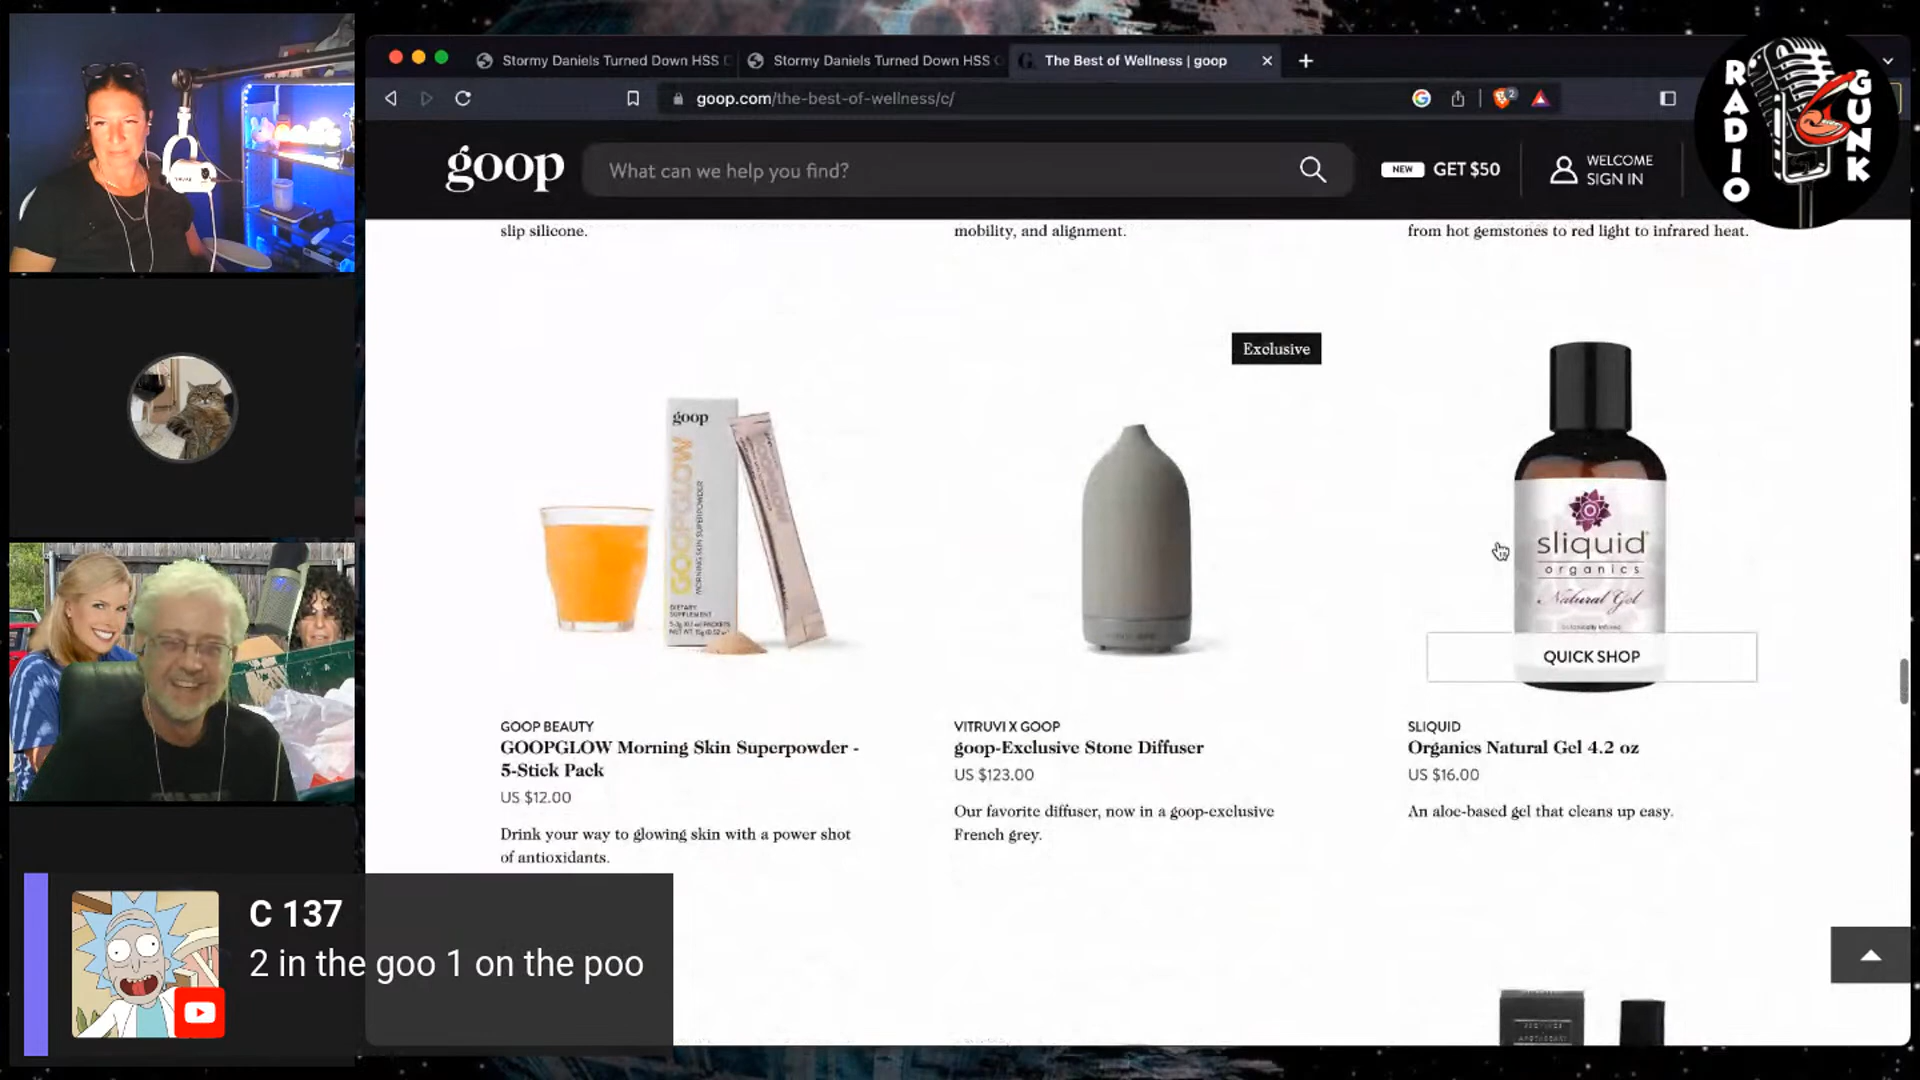 Stormy Daniels Turned Down HSS
Stormy Daniels Turned Down HSS
The Best of Wellness | goop
goop.com/the-best-of-wellness/c/
2
RADIO
GUNK
goop
What can we help you find?
NEW GET $50
WELCOME
SIGN IN
slip silicone.
mobility, and alignment.
from hot gemstones to red light to infrared heat.
Exclusive
goop
GOOPGLOW
MORNING SKIN SUPERPOWDER
DIETARY
SUPPLEMENT
sliquid
organics
Natural Gel
QUICK SHOP
GOOP BEAUTY
GOOPGLOW Morning Skin Superpowder -
5-Stick Pack
US $12.00
Drink your way to glowing skin with a power shot
of antioxidants.
VITRUVI X GOOP
goop-Exclusive Stone Diffuser
US $123.00
Our favorite diffuser, now in a goop-exclusive
French grey.
SLIQUID
Organics Natural Gel 4.2 oz
US $16.00
An aloe-based gel that cleans up easy.
C 137
2 in the goo 1 on the poo